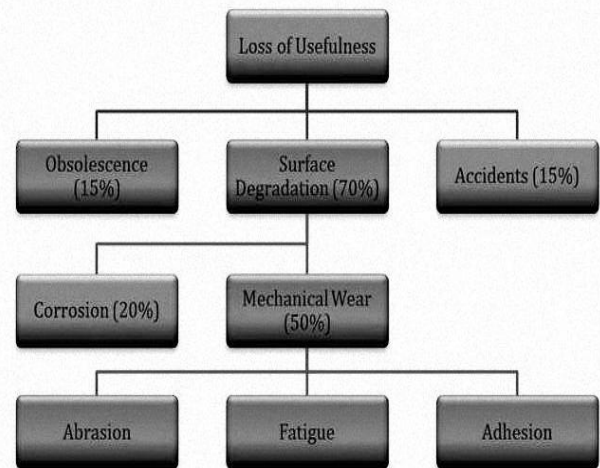 Loss of Usefulness
Obsolescence
(15%)
Surface
Degradation (70%)
Accidents (15%)
Corrosion (20%)
Mechanical Wear
(50%)
Abrasion
Fatigue
Adhesion